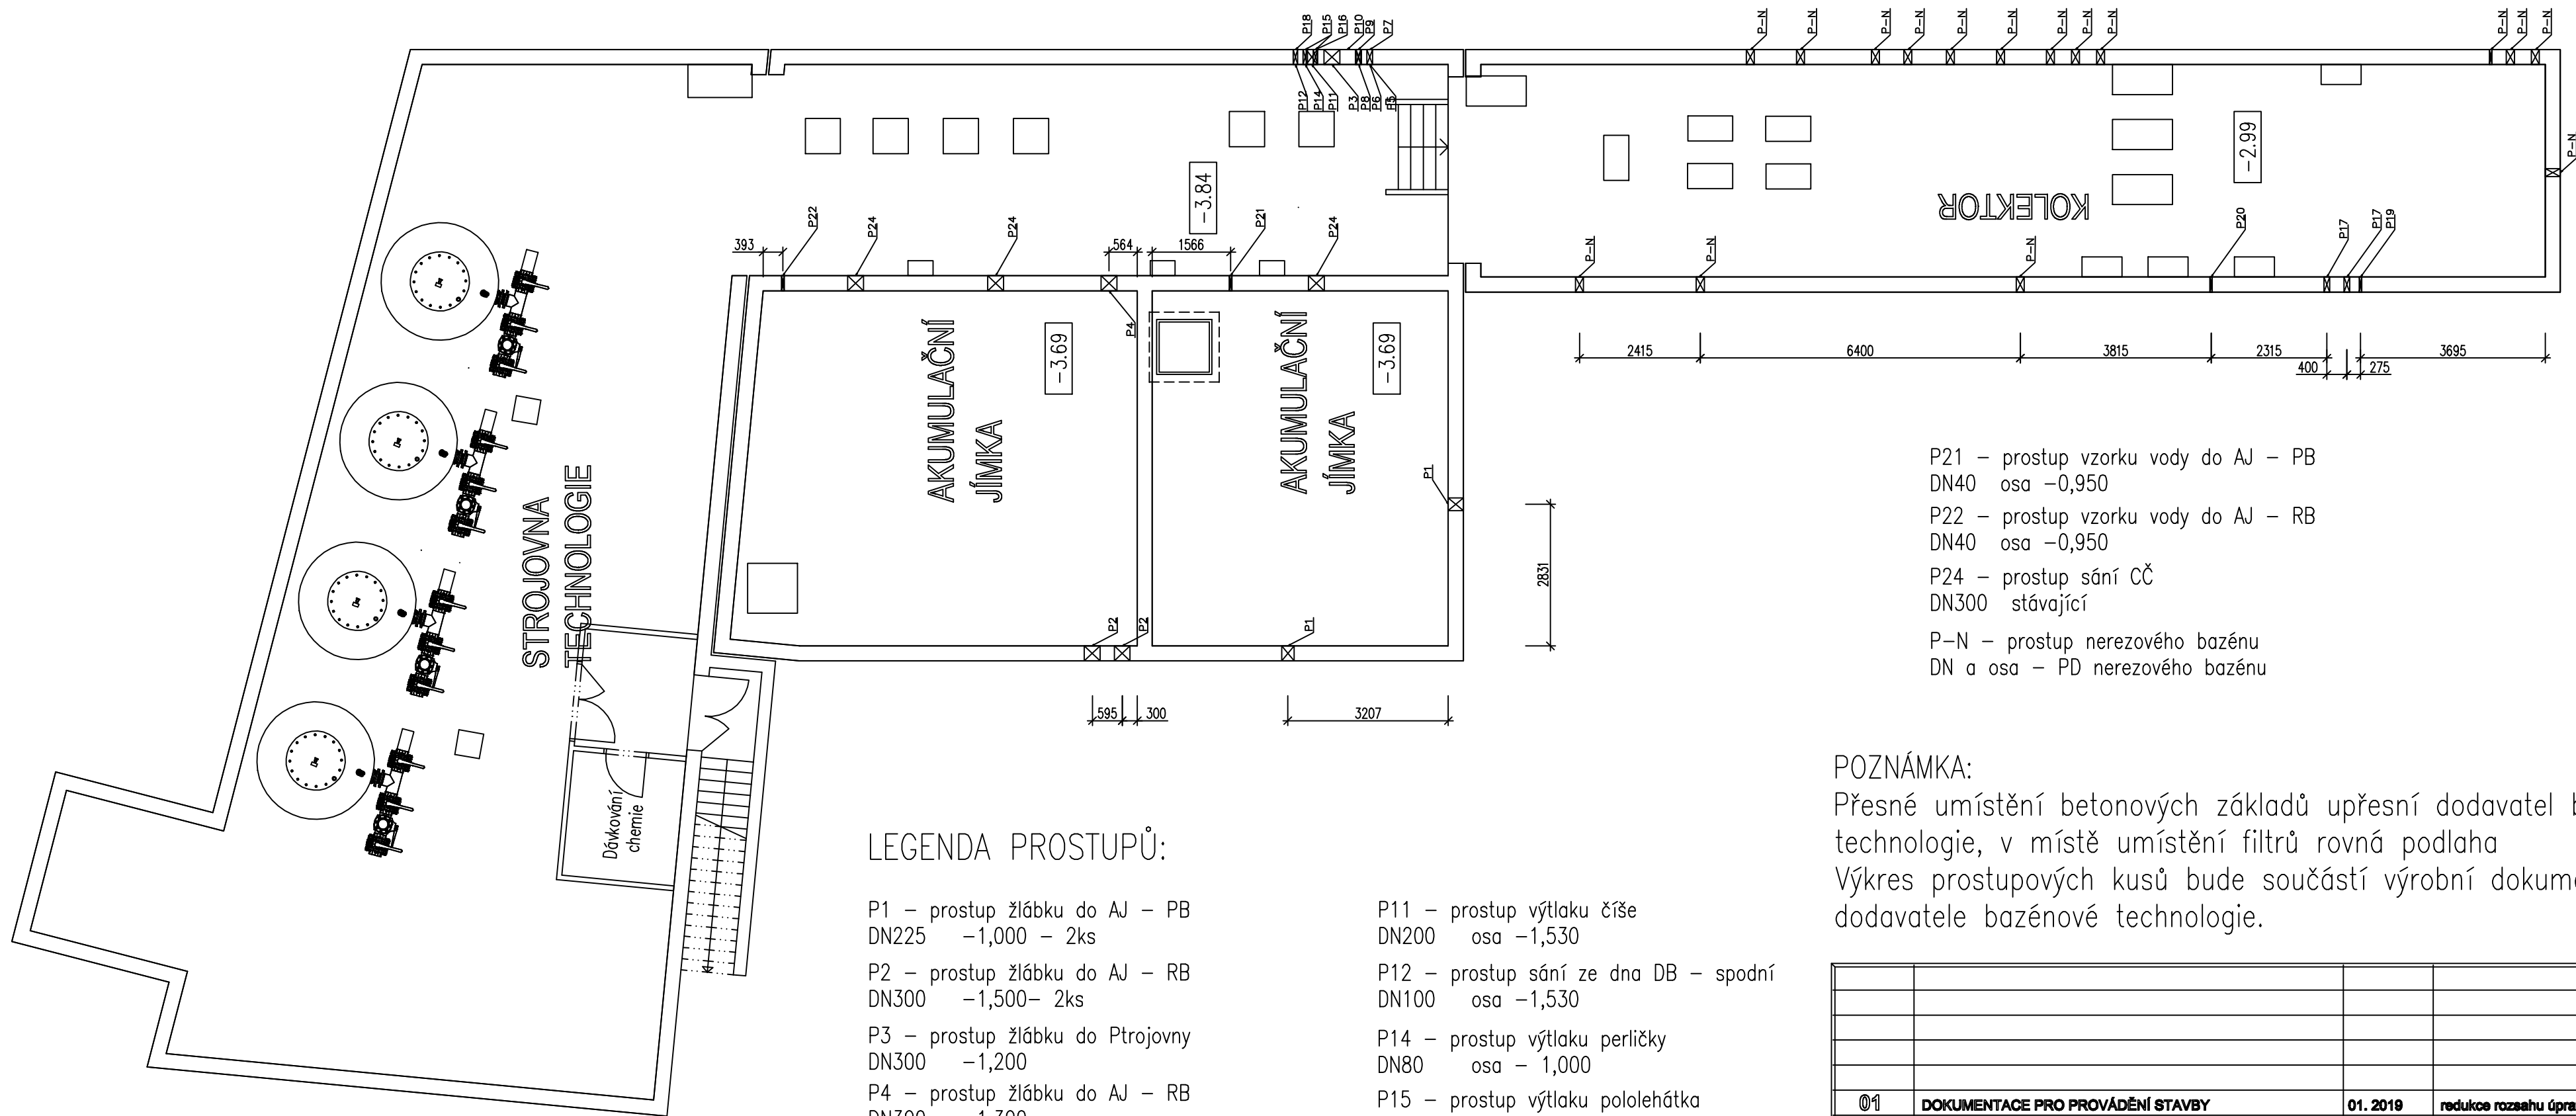 P18
P15
P16
P10
P9
P7
P-N
P-N
P-N
P-N
P-N
P-N
P-N
P-N
P-N
P-N
P-N
P-N
P12
P14
P11
P3
P8
P6
P-N
-3.84
-2.99
KOLEKTOR
P22
P24
P24
P21
P24
P-N
P-N
P-N
P20
P17
P17
P19
393
564
1566
P4
-3.69
-3.69
AKUMULAČNÍ
JÍMKA
AKUMULAČNÍ
JÍMKA
2415
6400
3815
2315
3695
400
275
STROJOVNA
TECHNOLOGIE
P1
2831
P2
P2
P1
595
300
3207
Dávkování
chemie
P21 – prostup vzorku vody do AJ – PB
DN40 osa –0,950
P22 – prostup vzorku vody do AJ – RB
DN40 osa –0,950
P24 – prostup sání CČ
DN300 stávající
P–N – prostup nerezového bazénu
DN a osa – PD nerezového bazénu
POZNÁMKA:
Přesné umístění betonových základů upřesní dodavatel
technologie, v místě umístění filtrů rovná podlaha
Výkres prostupových kusů bude součástí výrobní
dodavatele bazénové technologie.
LEGENDA PROSTUPŮ:
P1 – prostup žlábku do AJ – PB
DN225 –1,000 – 2ks
P2 – prostup žlábku do AJ – RB
DN300 –1,500– 2ks
P3 – prostup žlábku do Ptrojovny
DN300 –1,200
P4 – prostup žlábku do AJ – RB
P11 – prostup výtlaku číše
DN200 osa –1,530
P12 – prostup sání ze dna DB – spodní
DN100 osa –1,530
P14 – prostup výtlaku perličky
DN80 osa – 1,000
P15 – prostup výtlaku pololehátka
01 DOKUMENTACE PRO PROVÁDĚNÍ STAVBY 01. 2019 redukce rozsahu